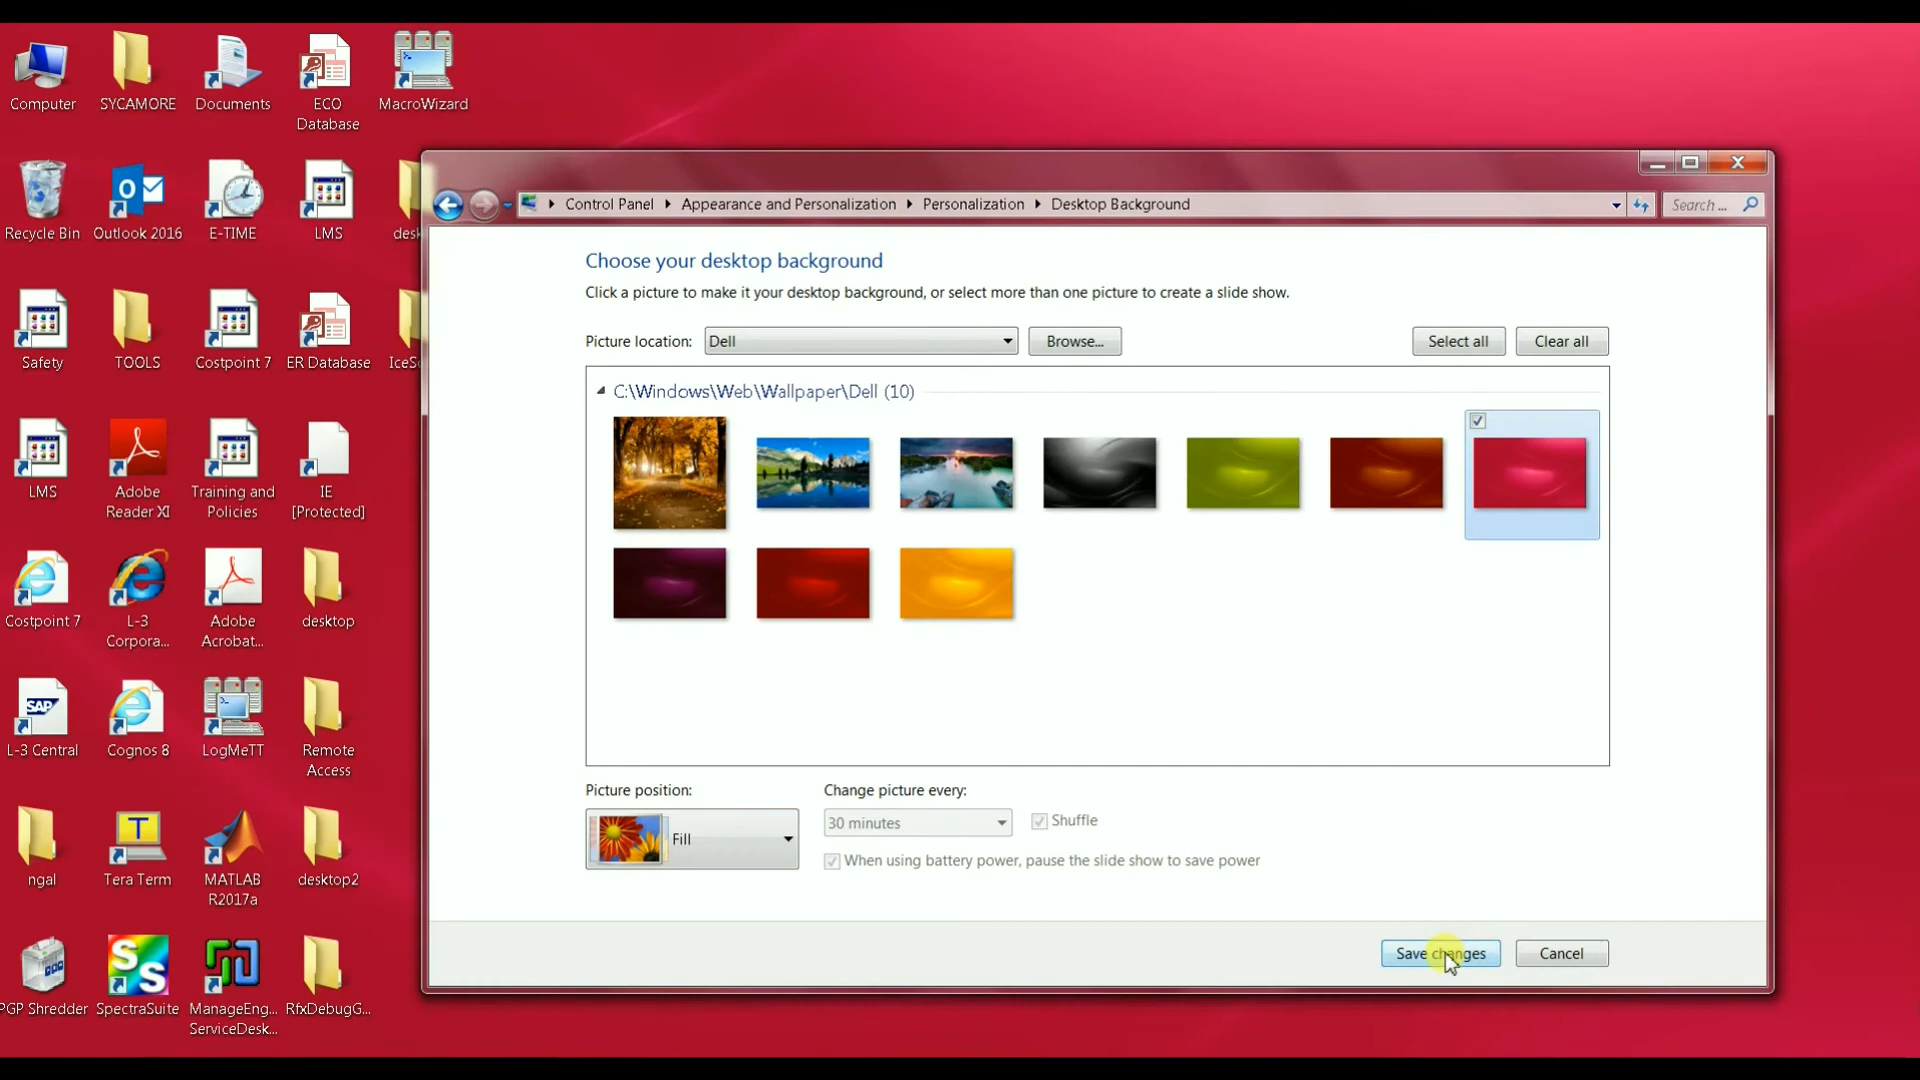 Computer
SYCAMORE
Documents
ECO
Database
MacroWizard
Recycle Bin
Outlook 2016
E-TIME
LMS
desk
Safety
TOOLS
Costpoint 7
ER Database
IceS
LMS
Adobe
Reader XI
Training and
Policies
IE
[Protected]
Costpoint 7
L-3
Corpora...
Adobe
Acrobat...
desktop
L-3 Central
Cognos 8
LogMeTT
Remote
Access
ngal
Tera Term
MATLAB
R2017a
desktop2
PGP Shredder
SpectraSuite
ManageEng...
ServiceDesk...
RfxDebugG...
SAP
T
S S
Control Panel
Appearance and Personalization
Personalization
Desktop Background
Search ...
Choose your desktop background
Click a picture to make it your desktop background, or select more than one picture to create a slide show.
Picture location:
Dell
Browse...
Select all
Clear all
C:\Windows\Web\Wallpaper\Dell (10)
Picture position:
Fill
Change picture every:
30 minutes
Shuffle
When using battery power, pause the slide show to save power
Save changes
Cancel